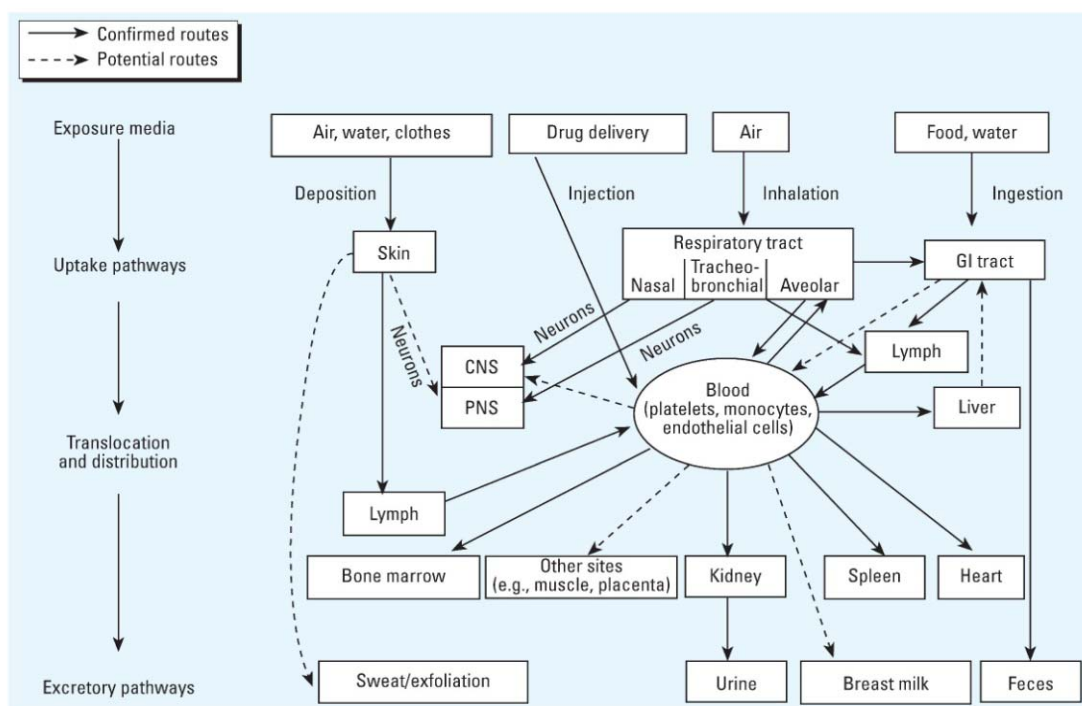 Confirmed routes
Potential routes
Exposure media
Air, water, clothes
Drug delivery
Air
Food, water
Deposition
Injection
Inhalation
Ingestion
Uptake pathways
Skin
Respiratory tract
Nasal
Tracheo-
bronchial
Aveolar
GI tract
Neurons
Neurons
Neurons
CNS
PNS
Lymph
Blood
(platelets, monocytes,
endothelial cells)
Liver
Translocation
and distribution
Lymph
Bone marrow
Other sites
(e.g., muscle, placenta)
Kidney
Spleen
Heart
Excretory pathways
Sweat/exfoliation
Urine
Breast milk
Feces